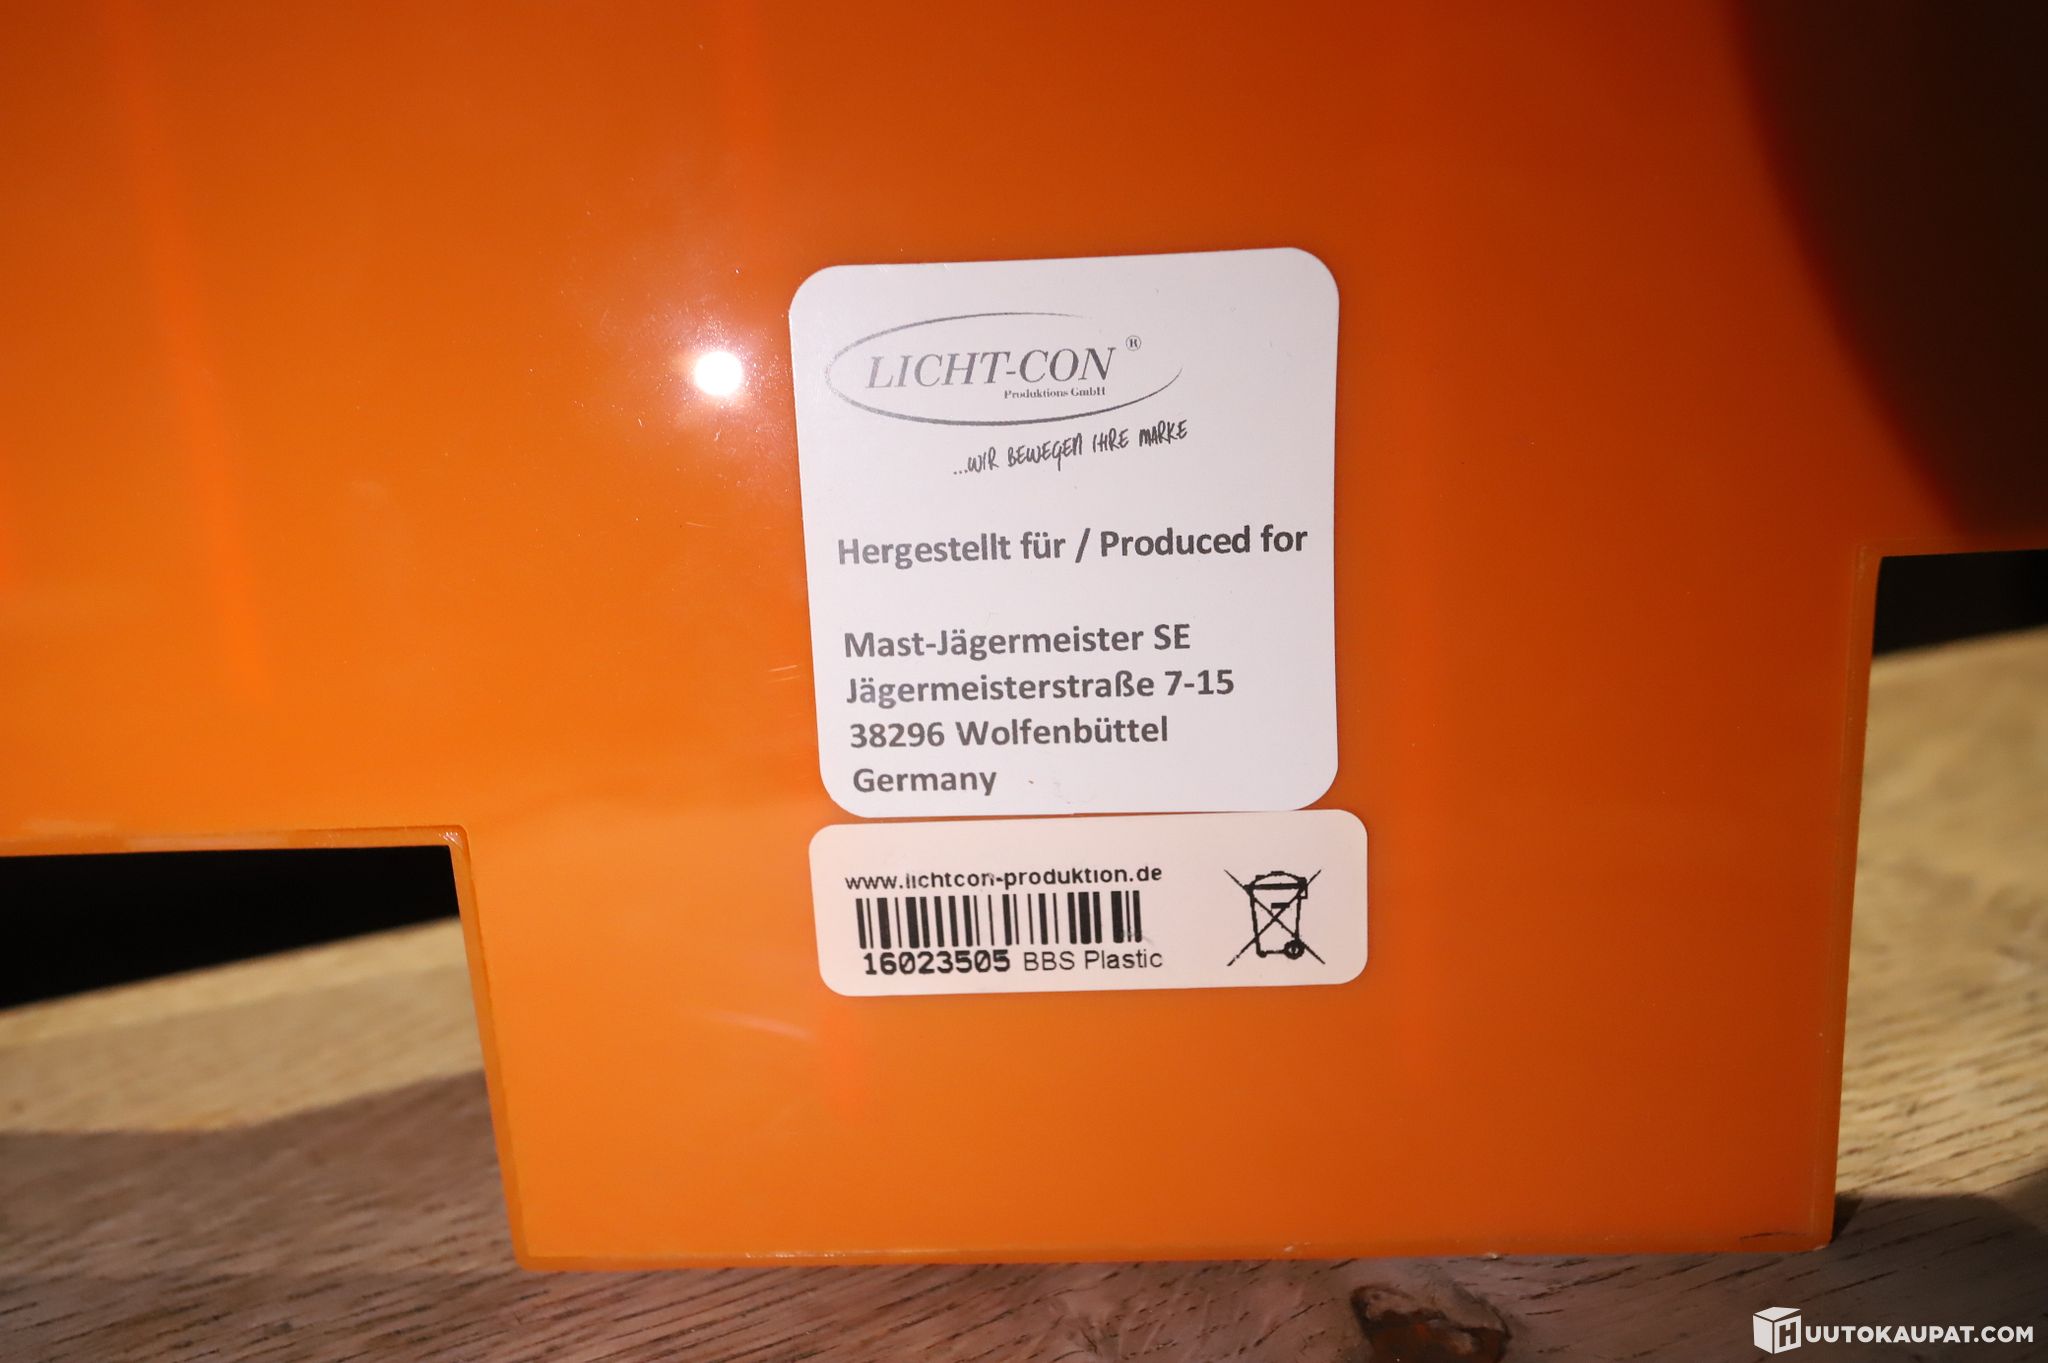 LICHT-CON ®
Produktions GmbH
...WIR BEWEGEN IHRE MARKE
Hergestellt für / Produced for
Mast-Jägermeister SE
Jägermeisterstraße 7-15
38296 Wolfenbüttel
Germany
www.lichtcon-produktion.de
16023505 BBS Plastic
HUUTOKAUPAT.COM